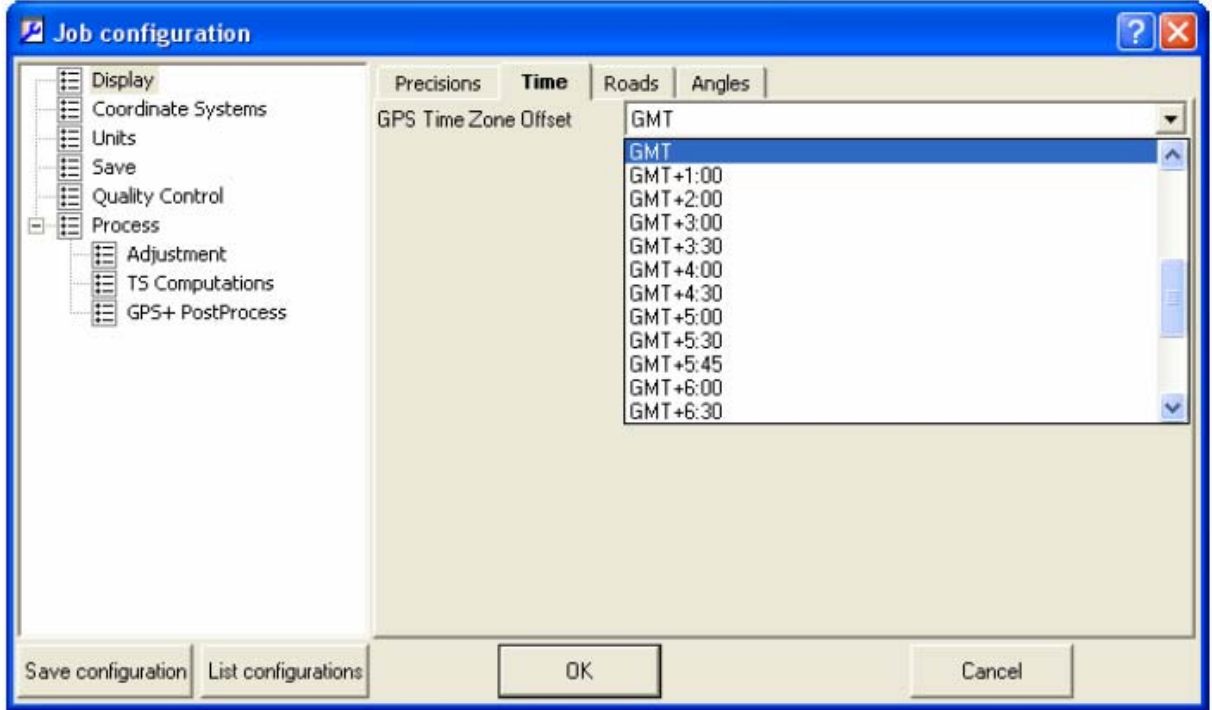 Job configuration
Display
Coordinate Systems
Units
Save
Quality Control
Process
Adjustment
TS Computations
GPS+ PostProcess
Precisions Time Roads Angles
GPS Time Zone Offset GMT
GMT
GMT+1:00
GMT+2:00
GMT+3:00
GMT+3:30
GMT+4:00
GMT+4:30
GMT+5:00
GMT+5:30
GMT+5:45
GMT+6:00
GMT+6:30
Save configuration List configurations OK Cancel